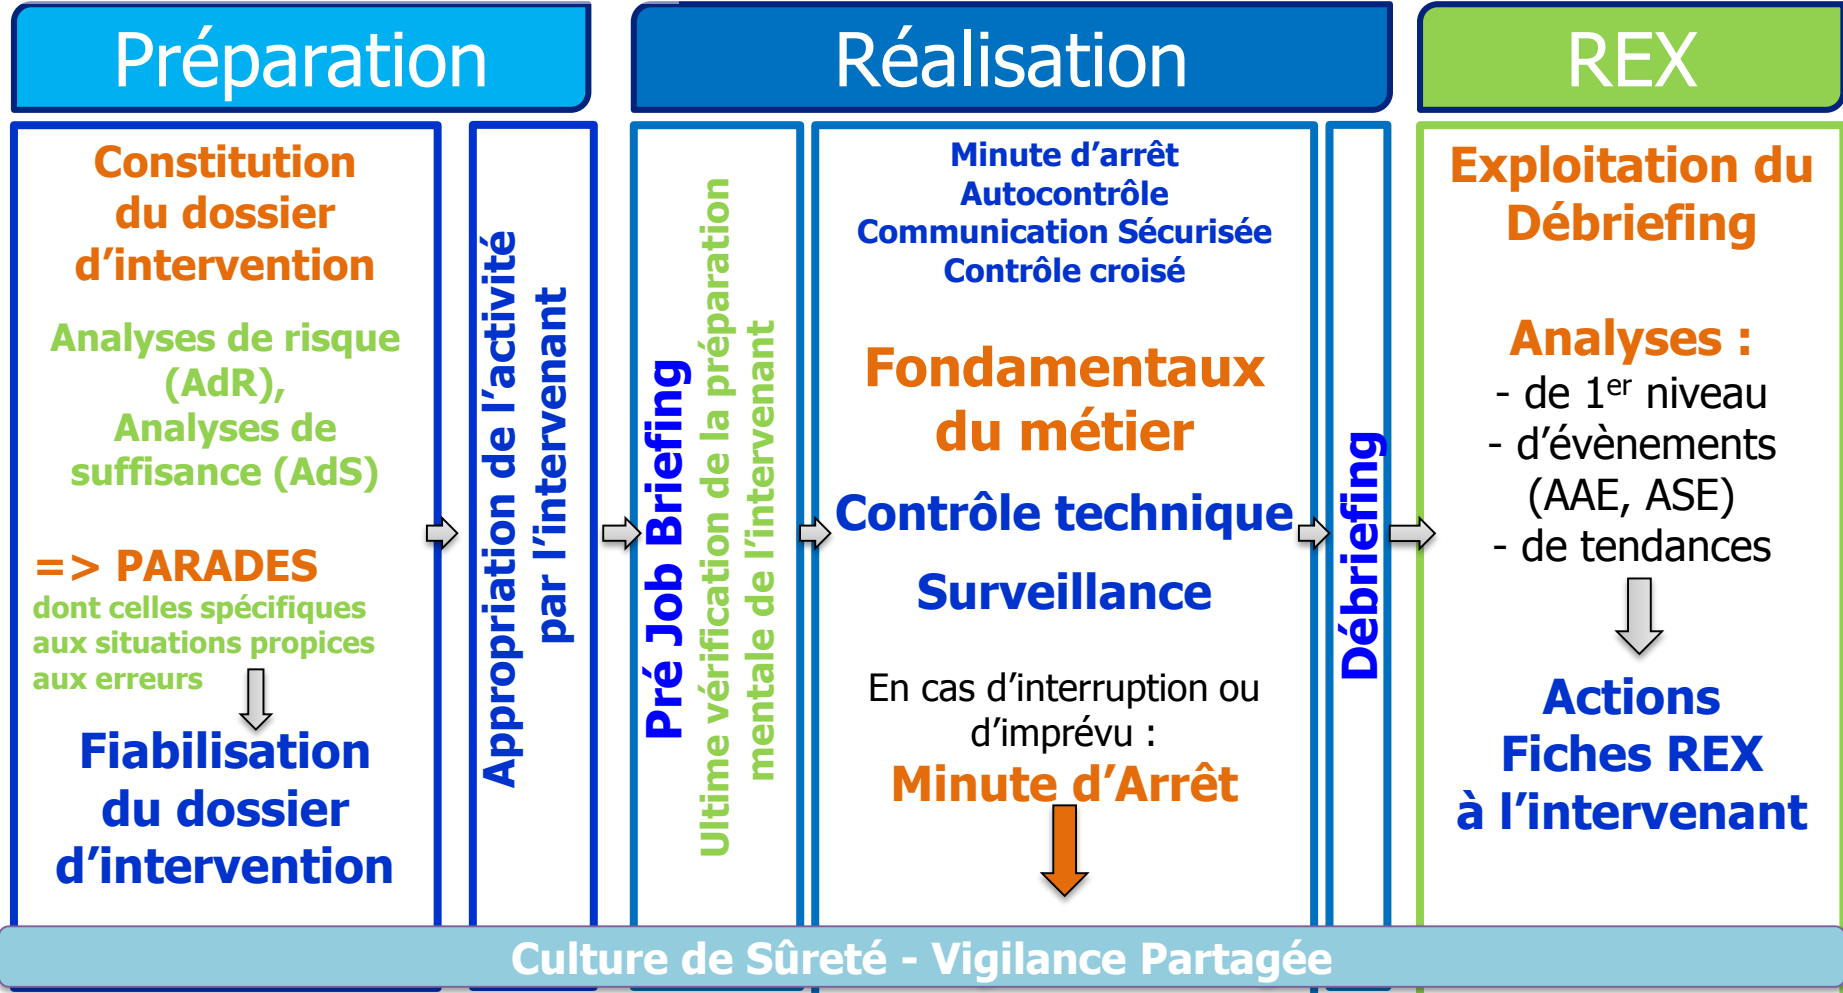 Préparation
Réalisation
REX
Constitution
du dossier
d’intervention
Analyses de risque
(AdR),
Analyses de
suffisance (AdS)
=> PARADES
dont celles spécifiques
aux situations propices
aux erreurs
Fiabilisation
du dossier
d’intervention
Appropriation de l’activité
par l’intervenant
Pré Job Briefing
Ultime vérification de la préparation
mentale de l’intervenant
Minute d’arrêt
Autocontrôle
Communication Sécurisée
Contrôle croisé
Fondamentaux
du métier
Contrôle technique
Surveillance
En cas d’interruption ou
d’imprévu :
Minute d’Arrêt
Débriefing
Exploitation du
Débriefing
Analyses :
- de 1er niveau
- d’évènements
(AAE, ASE)
- de tendances
Actions
Fiches REX
à l’intervenant
Culture de Sûreté - Vigilance Partagée